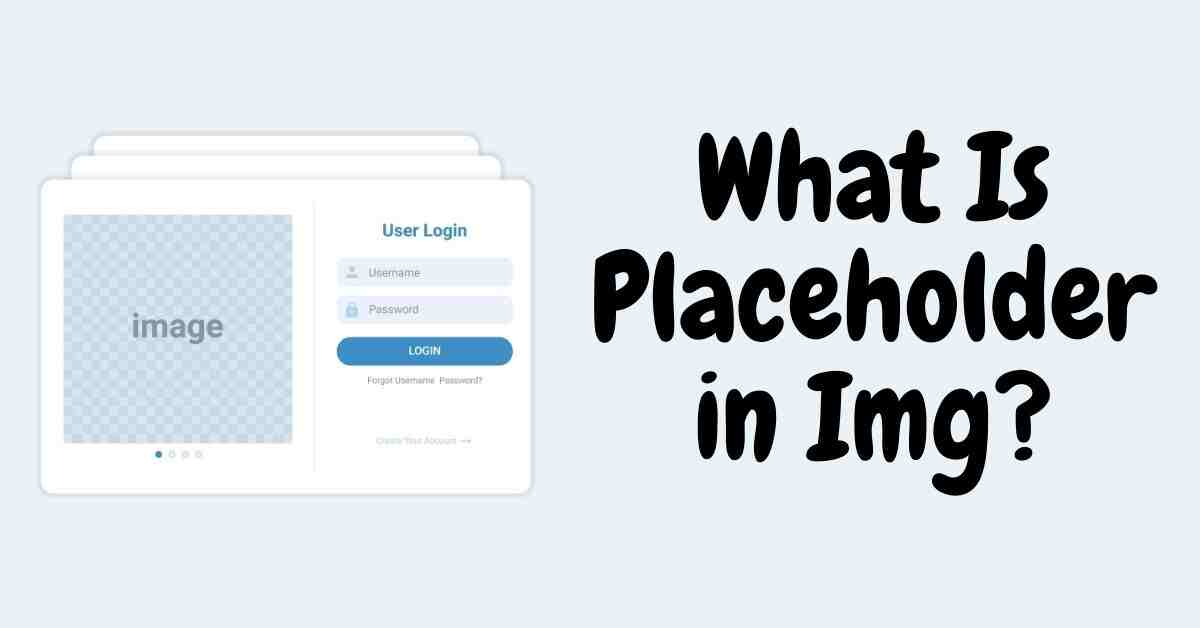 image
User Login
Username
Password
LOGIN
Forgot Username Password?
Create Your Account →
What Is
Placeholder
in Img?